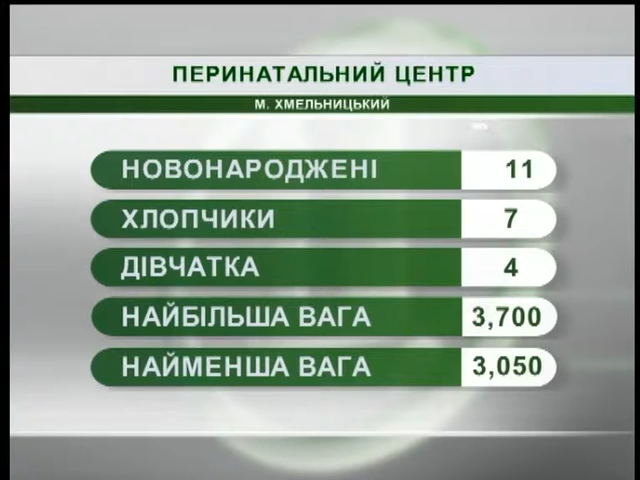 ПЕРИНАТАЛЬНИЙ ЦЕНТР
М. ХМЕЛЬНИЦЬКИЙ
НОВОНАРОДЖЕНІ 11
ХЛОПЧИКИ 7
ДІВЧАТКА 4
НАЙБІЛЬША ВАГА 3,700
НАЙМЕНША ВАГА 3,050